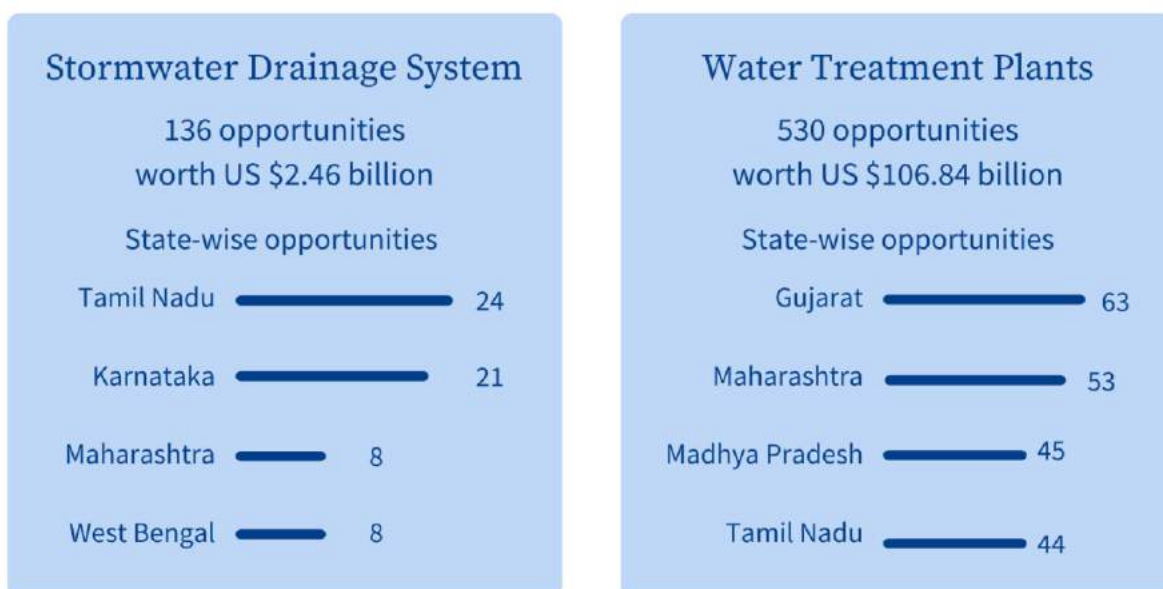 Stormwater Drainage System
136 opportunities
worth US $2.46 billion
State-wise opportunities
Tamil Nadu 24
Karnataka 21
Maharashtra 8
West Bengal 8
Water Treatment Plants
530 opportunities
worth US $106.84 billion
State-wise opportunities
Gujarat 63
Maharashtra 53
Madhya Pradesh 45
Tamil Nadu 44